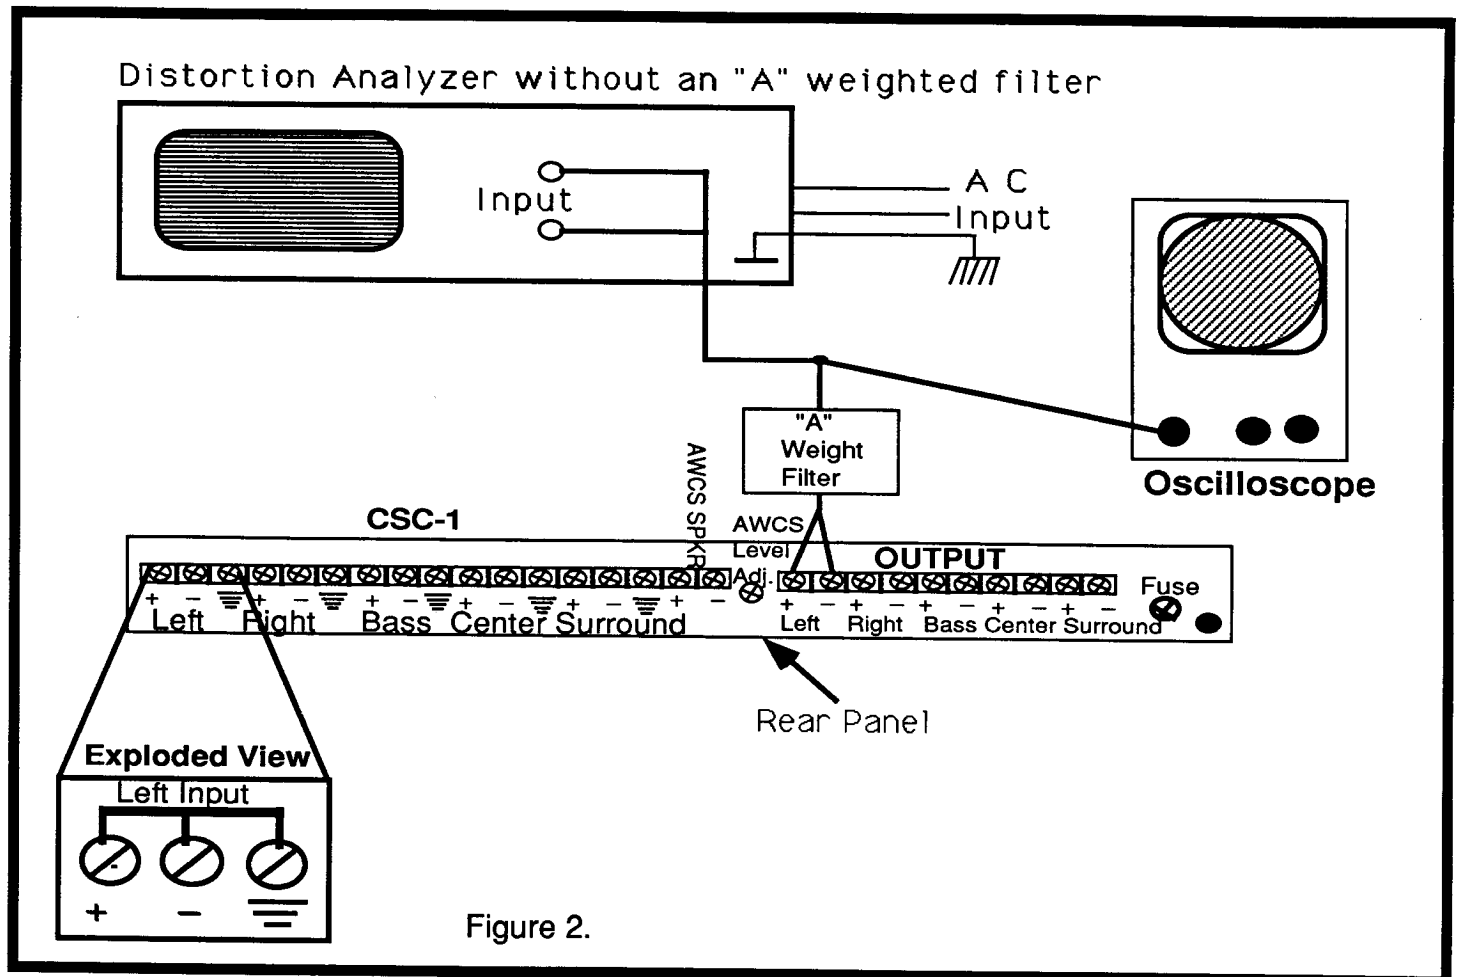 Distortion Analyzer without an "A" weighted filter
Input
A C
Input
"A"
Weight
Filter
Oscilloscope
CSC-1
AWCS SPKR
AWCS
Level
Adj.
OUTPUT
Fuse
+ − + − + − + − + − + −
Left Right Bass Center Surround
+ − + − + − + − + −
Left Right Bass Center Surround
Rear Panel
Exploded View
Left Input
+ −
Figure 2.